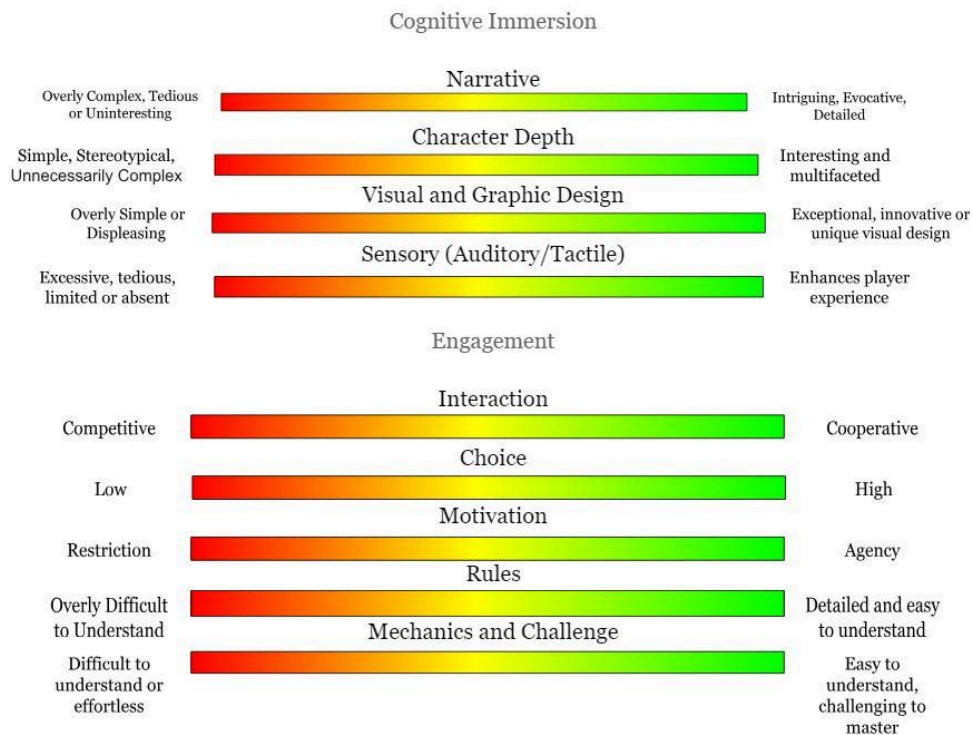 Cognitive Immersion
Narrative
Overly Complex, Tedious
or Uninteresting
Intriguing, Evocative,
Detailed
Character Depth
Simple, Stereotypical,
Unnecessarily Complex
Interesting and
multifaceted
Visual and Graphic Design
Overly Simple or
Displeasing
Exceptional, innovative or
unique visual design
Sensory (Auditory/Tactile)
Excessive, tedious,
limited or absent
Enhances player
experience
Engagement
Interaction
Competitive
Cooperative
Choice
Low
High
Motivation
Restriction
Agency
Rules
Overly Difficult
to Understand
Detailed and easy
to understand
Mechanics and Challenge
Difficult to
understand or
effortless
Easy to
understand,
challenging to
master